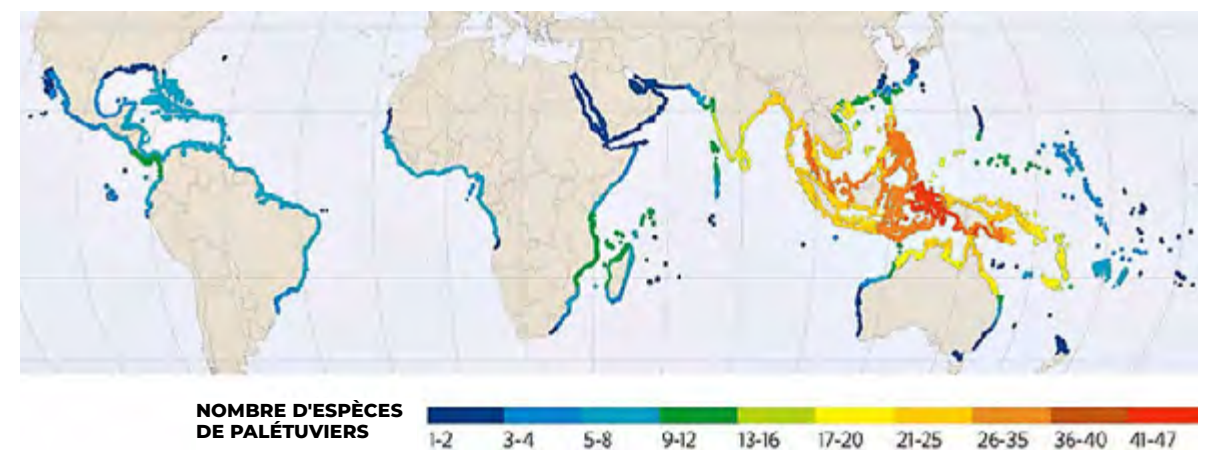 NOMBRE D'ESPÈCES
DE PALÉTUVIERS
1-2 3-4 5-8 9-12 13-16 17-20 21-25 26-35 36-40 41-47